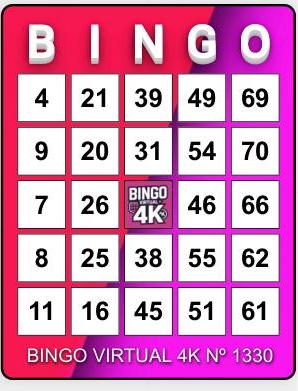 B I N G O
4 21 39 49 69
9 20 31 54 70
7 26 BINGO VIRTUAL 4K 46 66
8 25 38 55 62
11 16 45 51 61
BINGO VIRTUAL 4K Nº 1330